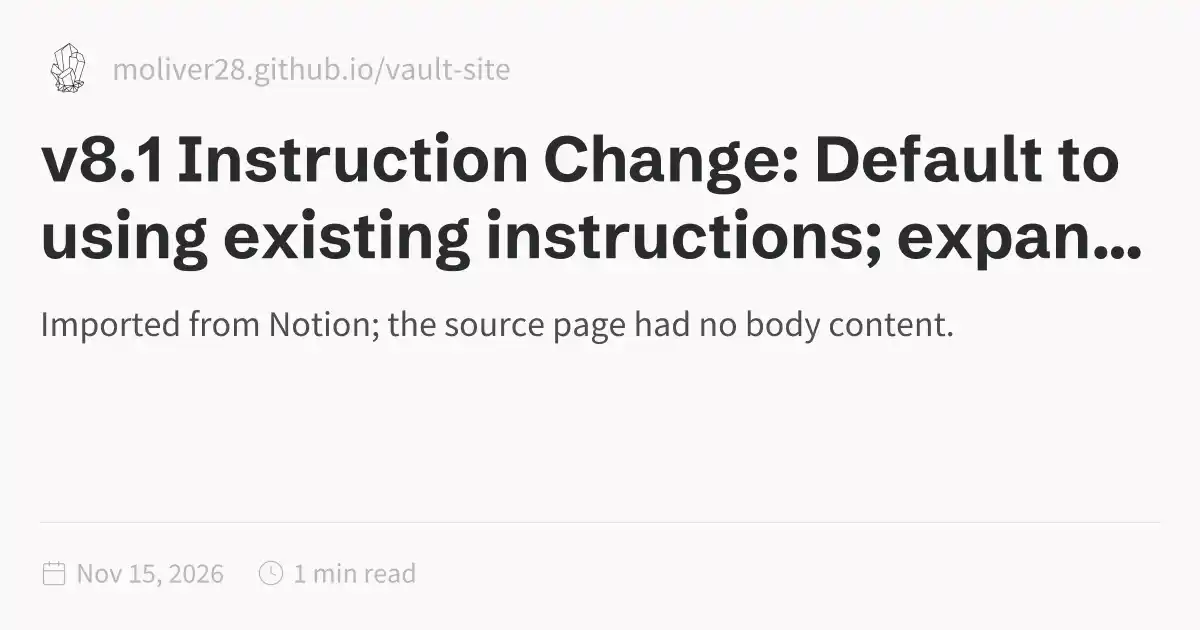 moliver28.github.io/vault-site
v8.1 Instruction Change: Default to
using existing instructions; expan...
Imported from Notion; the source page had no body content.
Nov 15, 2026
1 min read